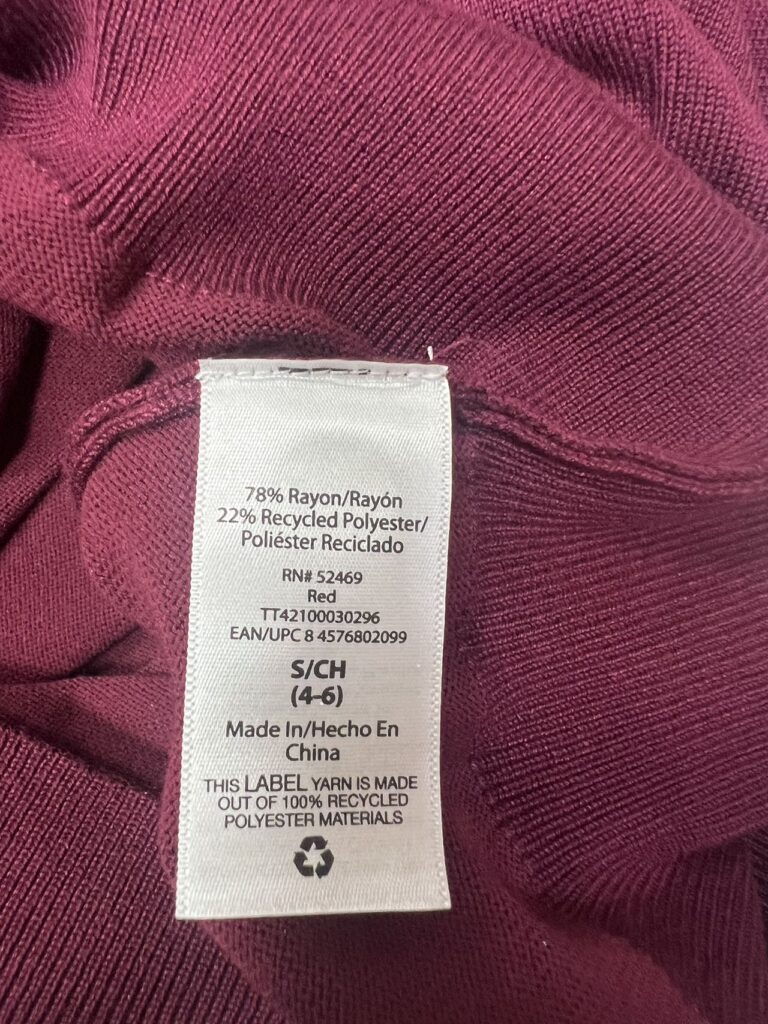 78% Rayon/Rayón
22% Recycled Polyester/
Poliéster Reciclado
RN# 52469
Red
TT42100030296
EAN/UPC 8 4576802099
S/CH
(4-6)
Made In/Hecho En
China
THIS LABEL YARN IS MADE
OUT OF 100% RECYCLED
POLYESTER MATERIALS